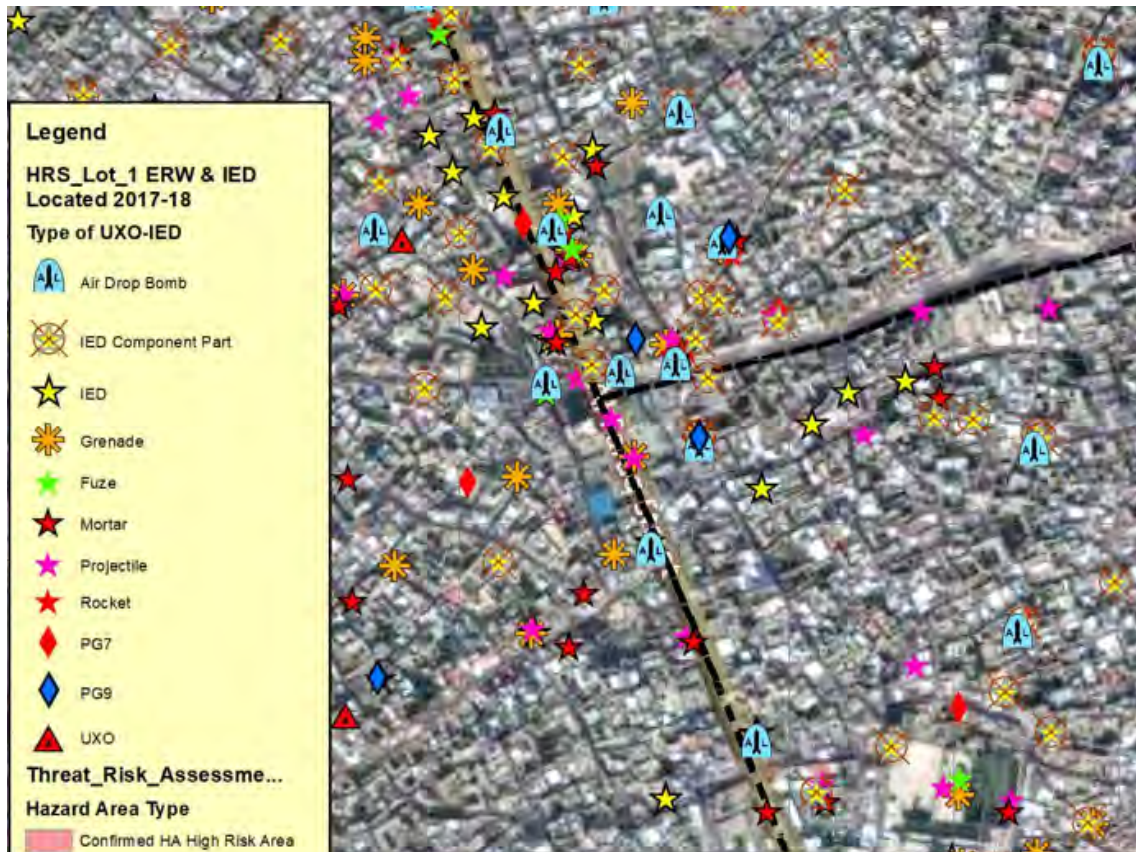 Legend
HRS_Lot_1 ERW & IED
Located 2017-18
Type of UXO-IED
Air Drop Bomb
IED Component Part
IED
Grenade
Fuze
Mortar
Projectile
Rocket
PG7
PG9
UXO
Threat_Risk_Assessme...
Hazard Area Type
Confirmed HA High Risk Area